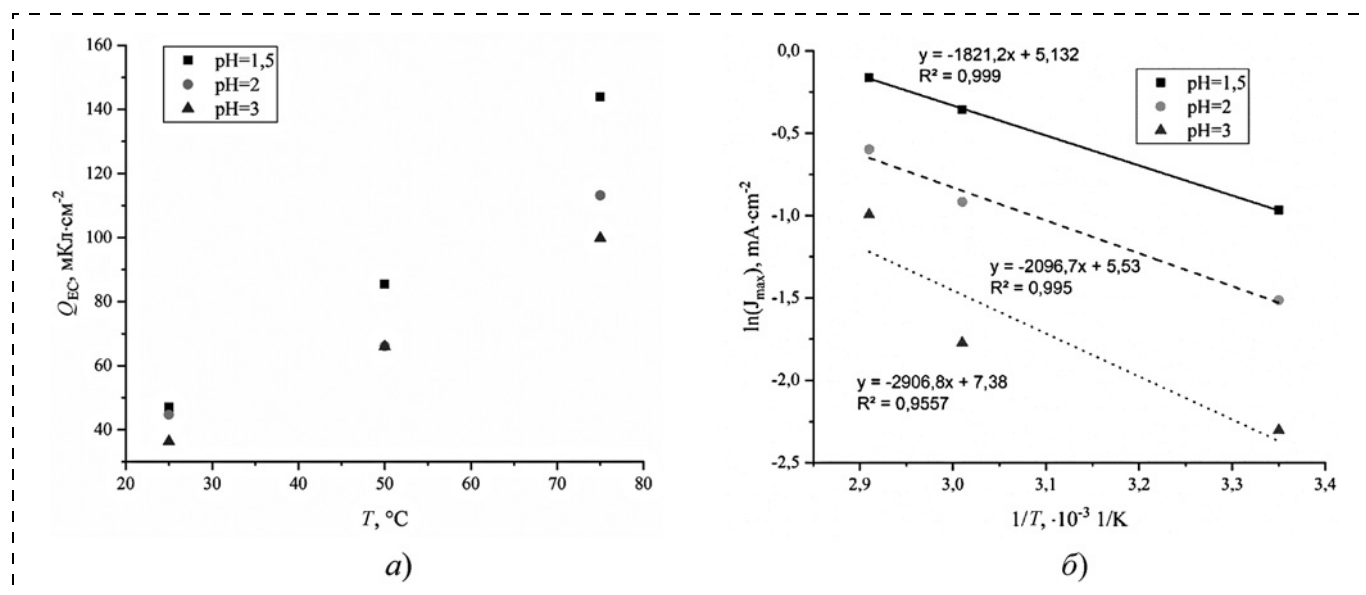 160
140
120
100
80
60
40
20
30
40
50
60
70
80
pH=1,5
pH=2
pH=3
Q_EC, мКл·см⁻²
T, °C
а)
0,0
-0,5
-1,0
-1,5
-2,0
-2,5
2,9
3,0
3,1
3,2
3,3
3,4
y = -1821,2x + 5,132
R² = 0,999
pH=1,5
pH=2
pH=3
y = -2096,7x + 5,53
R² = 0,995
y = -2906,8x + 7,38
R² = 0,9557
ln(J_max), mA·cm⁻²
1/T, ·10⁻³ 1/K
б)